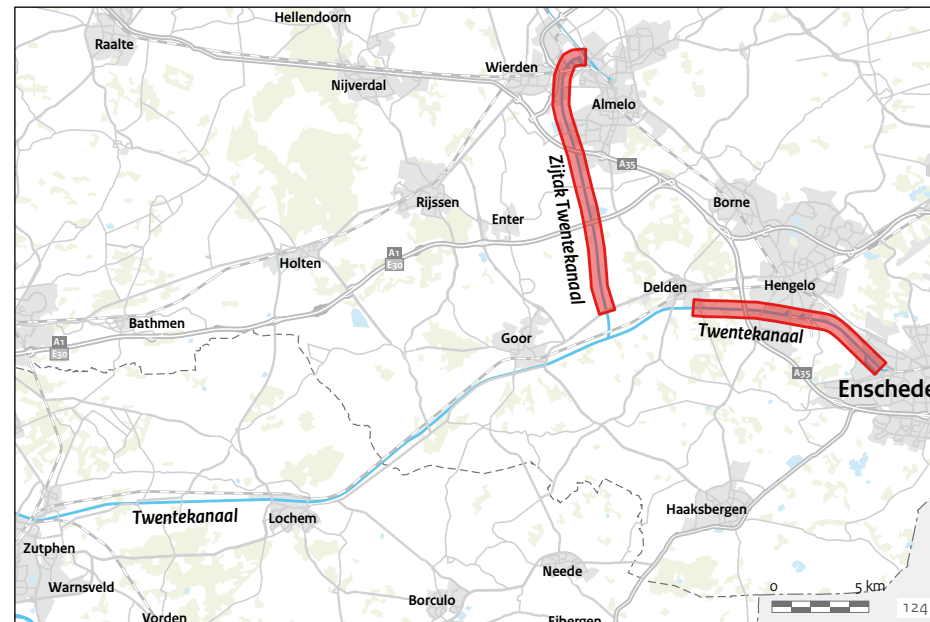 Hellendoorn
Raalte
Wierden
Nijverdal
Almelo
A35
Zijtak Twentekanaal
Rijssen
Borne
Enter
A1
E30
Holten
Delden
Hengelo
Bathmen
Goor
Twentekanaal
A1
E30
A35
Enschede
Twentekanaal
Lochem
Haaksbergen
Zutphen
Neede
Warnsveld
Borculo
0 5 km
Vorden
Eibergen
124